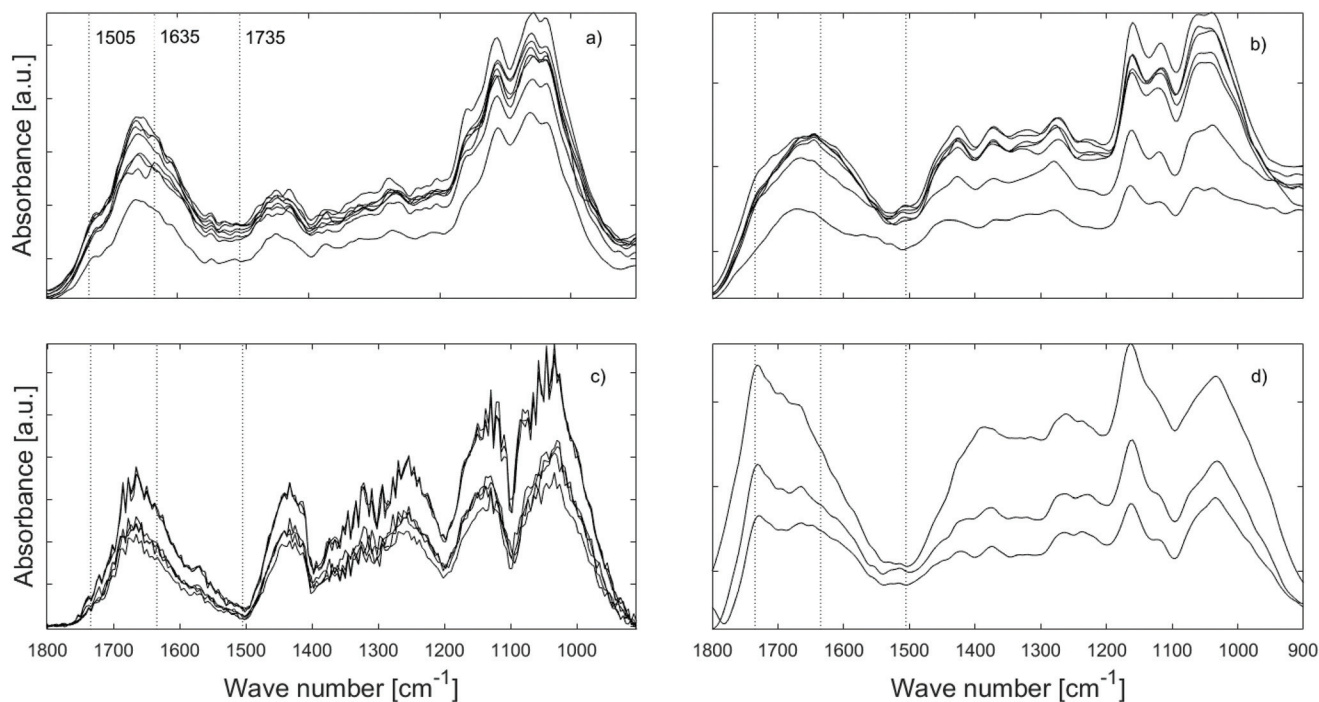 1505 1635 1735 a)
b)
Absorbance [a.u.]
c)
d)
Absorbance [a.u.]
1800 1700 1600 1500 1400 1300 1200 1100 1000
1800 1700 1600 1500 1400 1300 1200 1100 1000 900
Wave number [cm-1]
Wave number [cm-1]